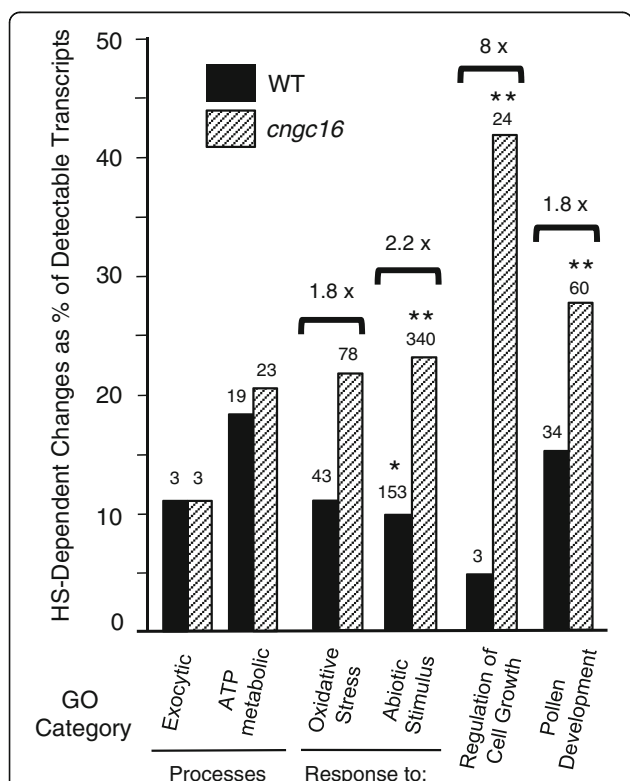 HS-Dependent Changes as % of Detectable Transcripts
50
40
30
20
10
0
WT
cngc16
8 x
**
24
1.8 x
**
60
34
2.2 x
**
340
*
153
1.8 x
78
43
23
19
3 3
3
GO
Category
Exocytic
ATP
metabolic
Oxidative
Stress
Abiotic
Stimulus
Regulation of
Cell Growth
Pollen
Development
Processes
Response to: